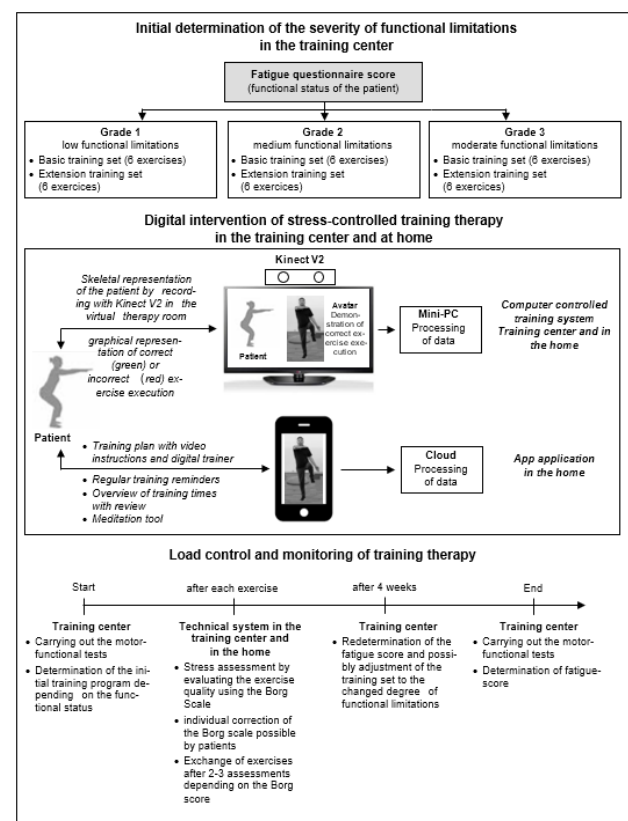 Initial determination of the severity of functional limitations
in the training center
Fatigue questionnaire score
(functional status of the patient)
Grade 1
low functional limitations
• Basic training set (6 exercises)
• Extension training set
(6 exercices)
Grade 2
medium functional limitations
• Basic training set (6 exercises)
• Extension training set
(6 exercices)
Grade 3
moderate functional limitations
• Basic training set (6 exercises)
• Extension training set
(6 exercices)
Digital intervention of stress-controlled training therapy
in the training center and at home
Kinect V2
Skeletal representation
of the patient by record-
ing with Kinect V2 in the
virtual therapy room
graphical represen-
tation of correct
(green) or
incorrect (red) ex-
ercise execution
Patient
Patient
Avatar
Demon-
stration of
correct ex-
ercise exe-
cution
Mini-PC
Processing
of data
Computer controlled
training system
Training center and in
the home
• Training plan with video
instructions and digital trainer
• Regular training reminders
• Overview of training times
with review
• Meditation tool
Cloud
Processing
of data
App application
in the home
Load control and monitoring of training therapy
Start
after each exercise
after 4 weeks
End
Training center
• Carrying out the motor-
functional tests
• Determination of the ini-
tial training program de-
pending on the func-
tional status
Technical system in the
training center and
in the home
• Stress assessment by
evaluating the exercise
quality using the Borg
Scale
• individual correction of
the Borg scale possible
by patients
• Exchange of exercises
after 2-3 assessments
depending on the Borg
score
Training center
• Redetermination of the
fatigue score and possi-
bly adjustment of the
training set to the
changed degree of
functional limitations
Training center
• Carrying out the motor-
functional tests
• Determination of fatigue-
score